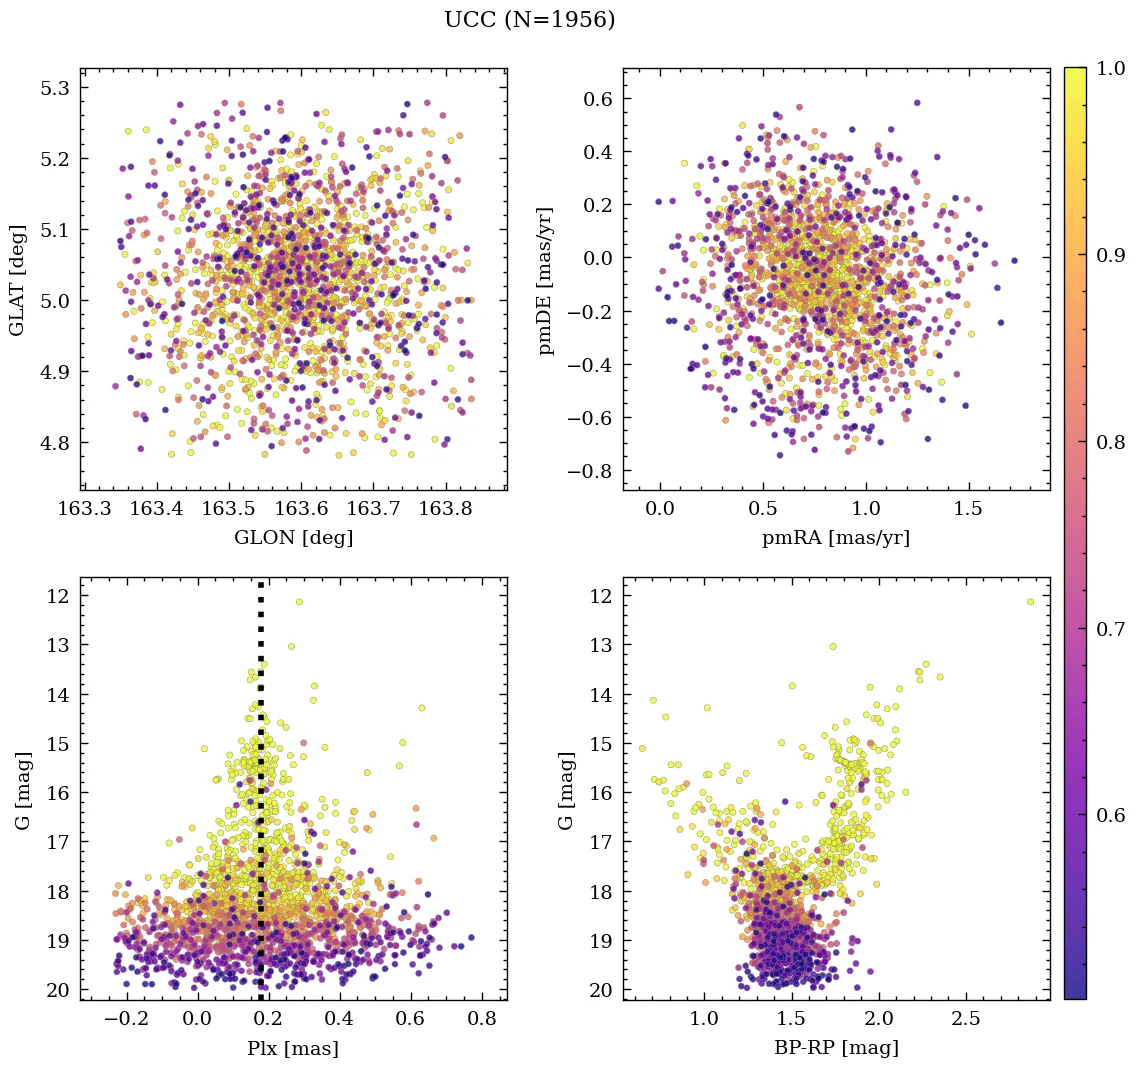 UCC (N=1956)
5.3
5.2
5.1
5.0
4.9
4.8
GLAT [deg]
163.3 163.4 163.5 163.6 163.7 163.8
GLON [deg]
0.6
0.4
0.2
0.0
−0.2
−0.4
−0.6
−0.8
pmDE [mas/yr]
0.0 0.5 1.0 1.5
pmRA [mas/yr]
1.0
0.9
0.8
0.7
0.6
12
13
14
15
16
17
18
19
20
G [mag]
−0.2 0.0 0.2 0.4 0.6 0.8
Plx [mas]
12
13
14
15
16
17
18
19
20
G [mag]
1.0 1.5 2.0 2.5
BP-RP [mag]